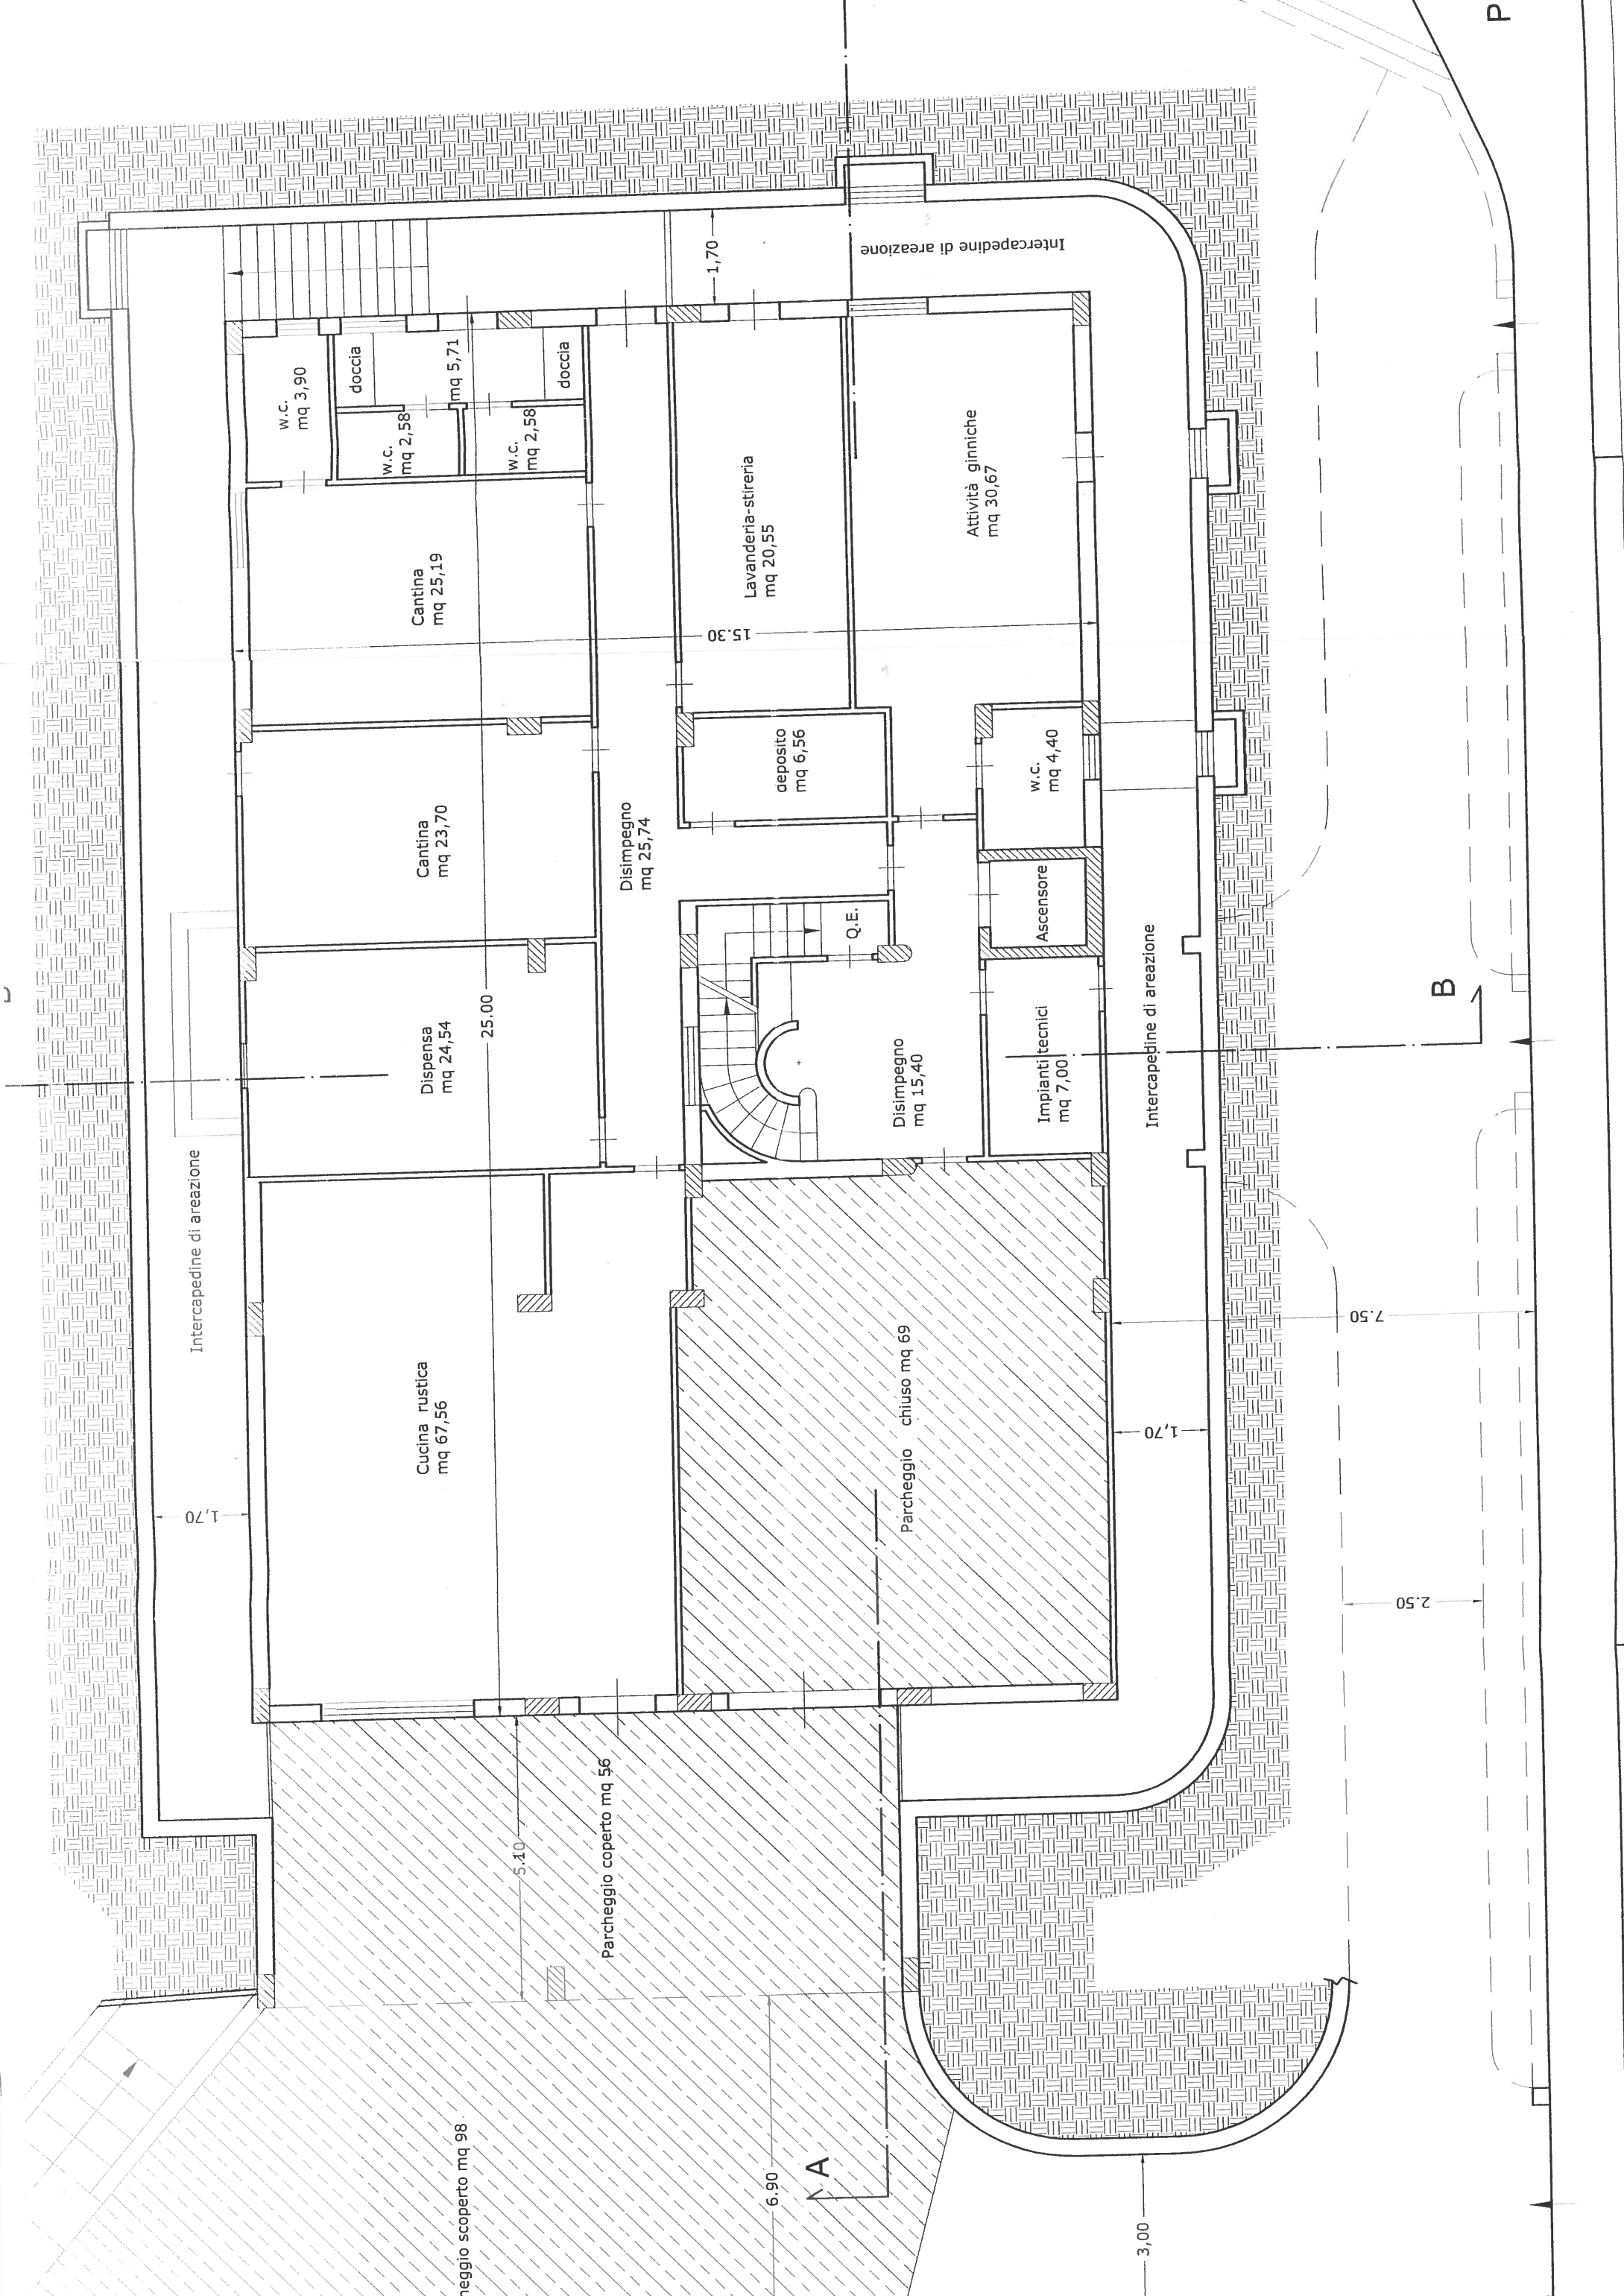 P
Intercapedine di areazione
1,70
w.c.
mq 3,90
doccia
mq 5,71
doccia
w.c.
mq 2,58
w.c.
mq 2,58
Cantina
mq 25,19
Lavanderia-stireria
mq 20,55
Attività ginniche
mq 30,67
15.30
Cantina
mq 23,70
Disimpegno
mq 25,74
deposito
mq 6,56
w.c.
mq 4,40
Ascensore
Q.E.
25.00
Dispensa
mq 24,54
Disimpegno
mq 15,40
Impianti tecnici
mq 7,00
Intercapedine di areazione
B
Intercapedine di areazione
Cucina rustica
mq 67,56
Parcheggio chiuso mq 69
7.50
1,70
1,70
2.50
5.10
Parcheggio coperto mq 56
heggio scoperto mq 98
6.90
A
3,00